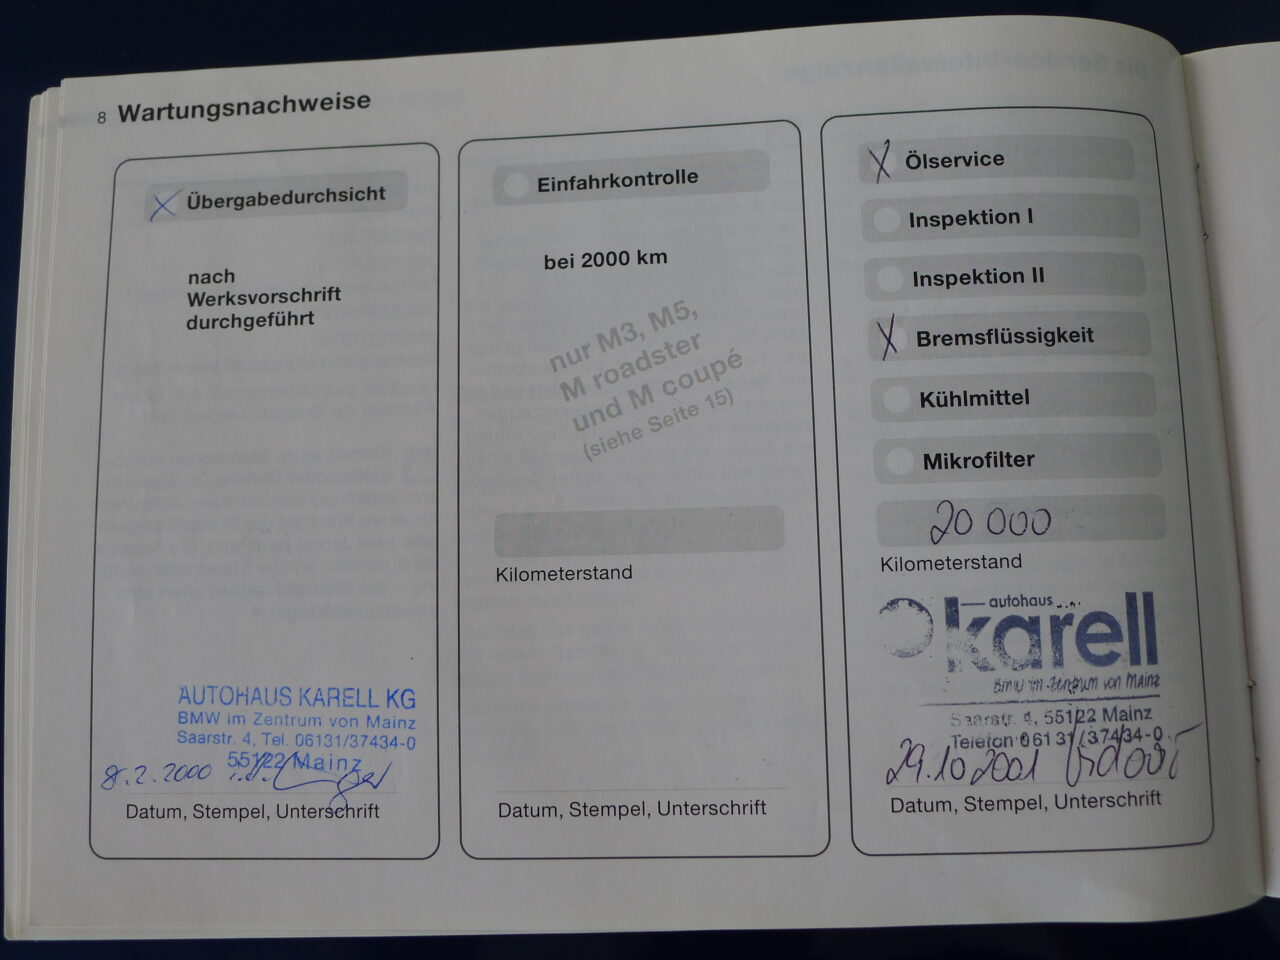 8 Wartungsnachweise
Übergabedurchsicht
nach
Werksvorschrift
durchgeführt
AUTOHAUS KARELL KG
BMW im Zentrum von Mainz
Saarstr. 4, Tel. 06131/37434-0
55122 Mainz
8.2.2000
Datum, Stempel, Unterschrift
Einfahrkontrolle
bei 2000 km
nur M3, M5,
M roadster
und M coupé
(siehe Seite 15)
Kilometerstand
Datum, Stempel, Unterschrift
X Ölservice
Inspektion I
Inspektion II
X Bremsflüssigkeit
Kühlmittel
Mikrofilter
20 000
Kilometerstand
autohaus
karell
BMW im Zentrum von Mainz
Saarstr. 4, 55122 Mainz
Telefon 06131/37434-0
29.10.2001
Datum, Stempel, Unterschrift